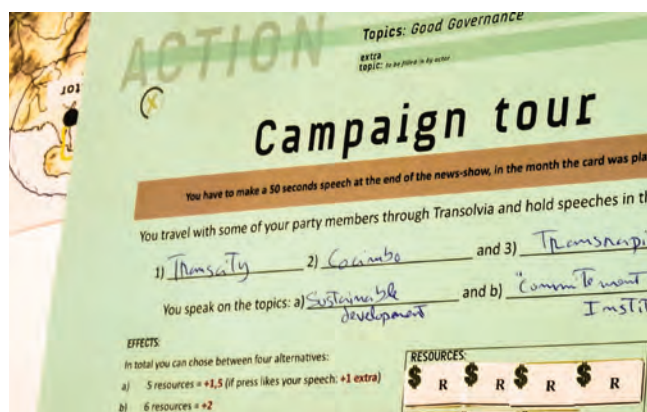 ACTION
Topics: Good Governance
extra
topic: to be filled in by actor
Campaign tour
You have to make a 50 seconds speech at the end of the news-show, in the month the card was pla
You travel with some of your party members through Transolvia and hold speeches in th
1) Transcity 2) Cocimbo and 3)
You speak on the topics: a) Sustainable and b)
development
EFFECTS:
In total you can chose between four alternatives:
a) 5 resources = +1,5 (if press likes your speech: +1 extra)
b) 6 resources = +2
RESOURCES:
$ R $ R $ R $ R